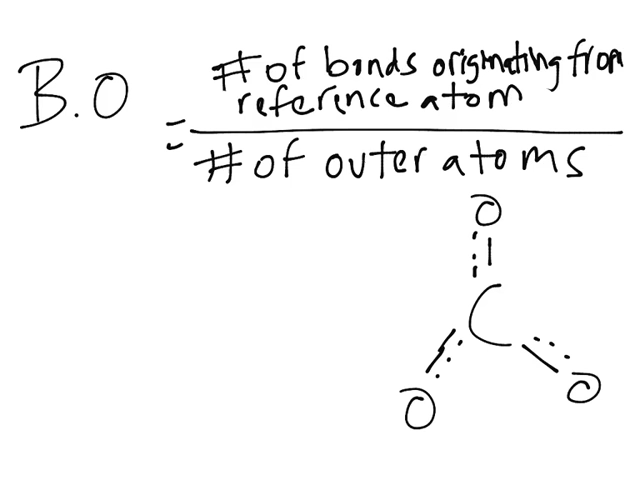 B.O = # of bonds originating from
reference atom
# of outer atoms
O
C
O
O